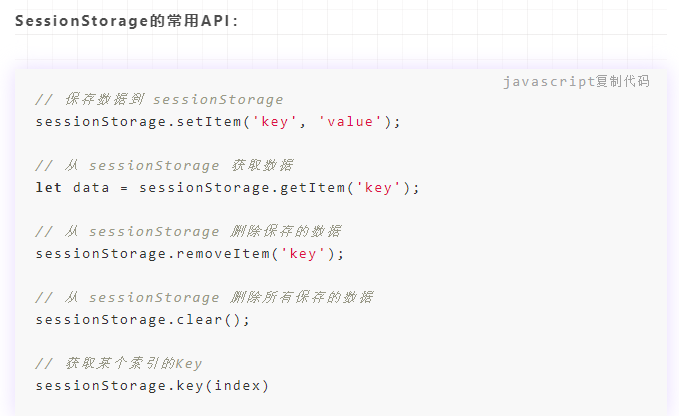 SessionStorage的常用API：
javascript复制代码
// 保存数据到 sessionStorage
sessionStorage.setItem('key', 'value');
// 从 sessionStorage 获取数据
let data = sessionStorage.getItem('key');
// 从 sessionStorage 删除保存的数据
sessionStorage.removeItem('key');
// 从 sessionStorage 删除所有保存的数据
sessionStorage.clear();
// 获取某个索引的Key
sessionStorage.key(index)